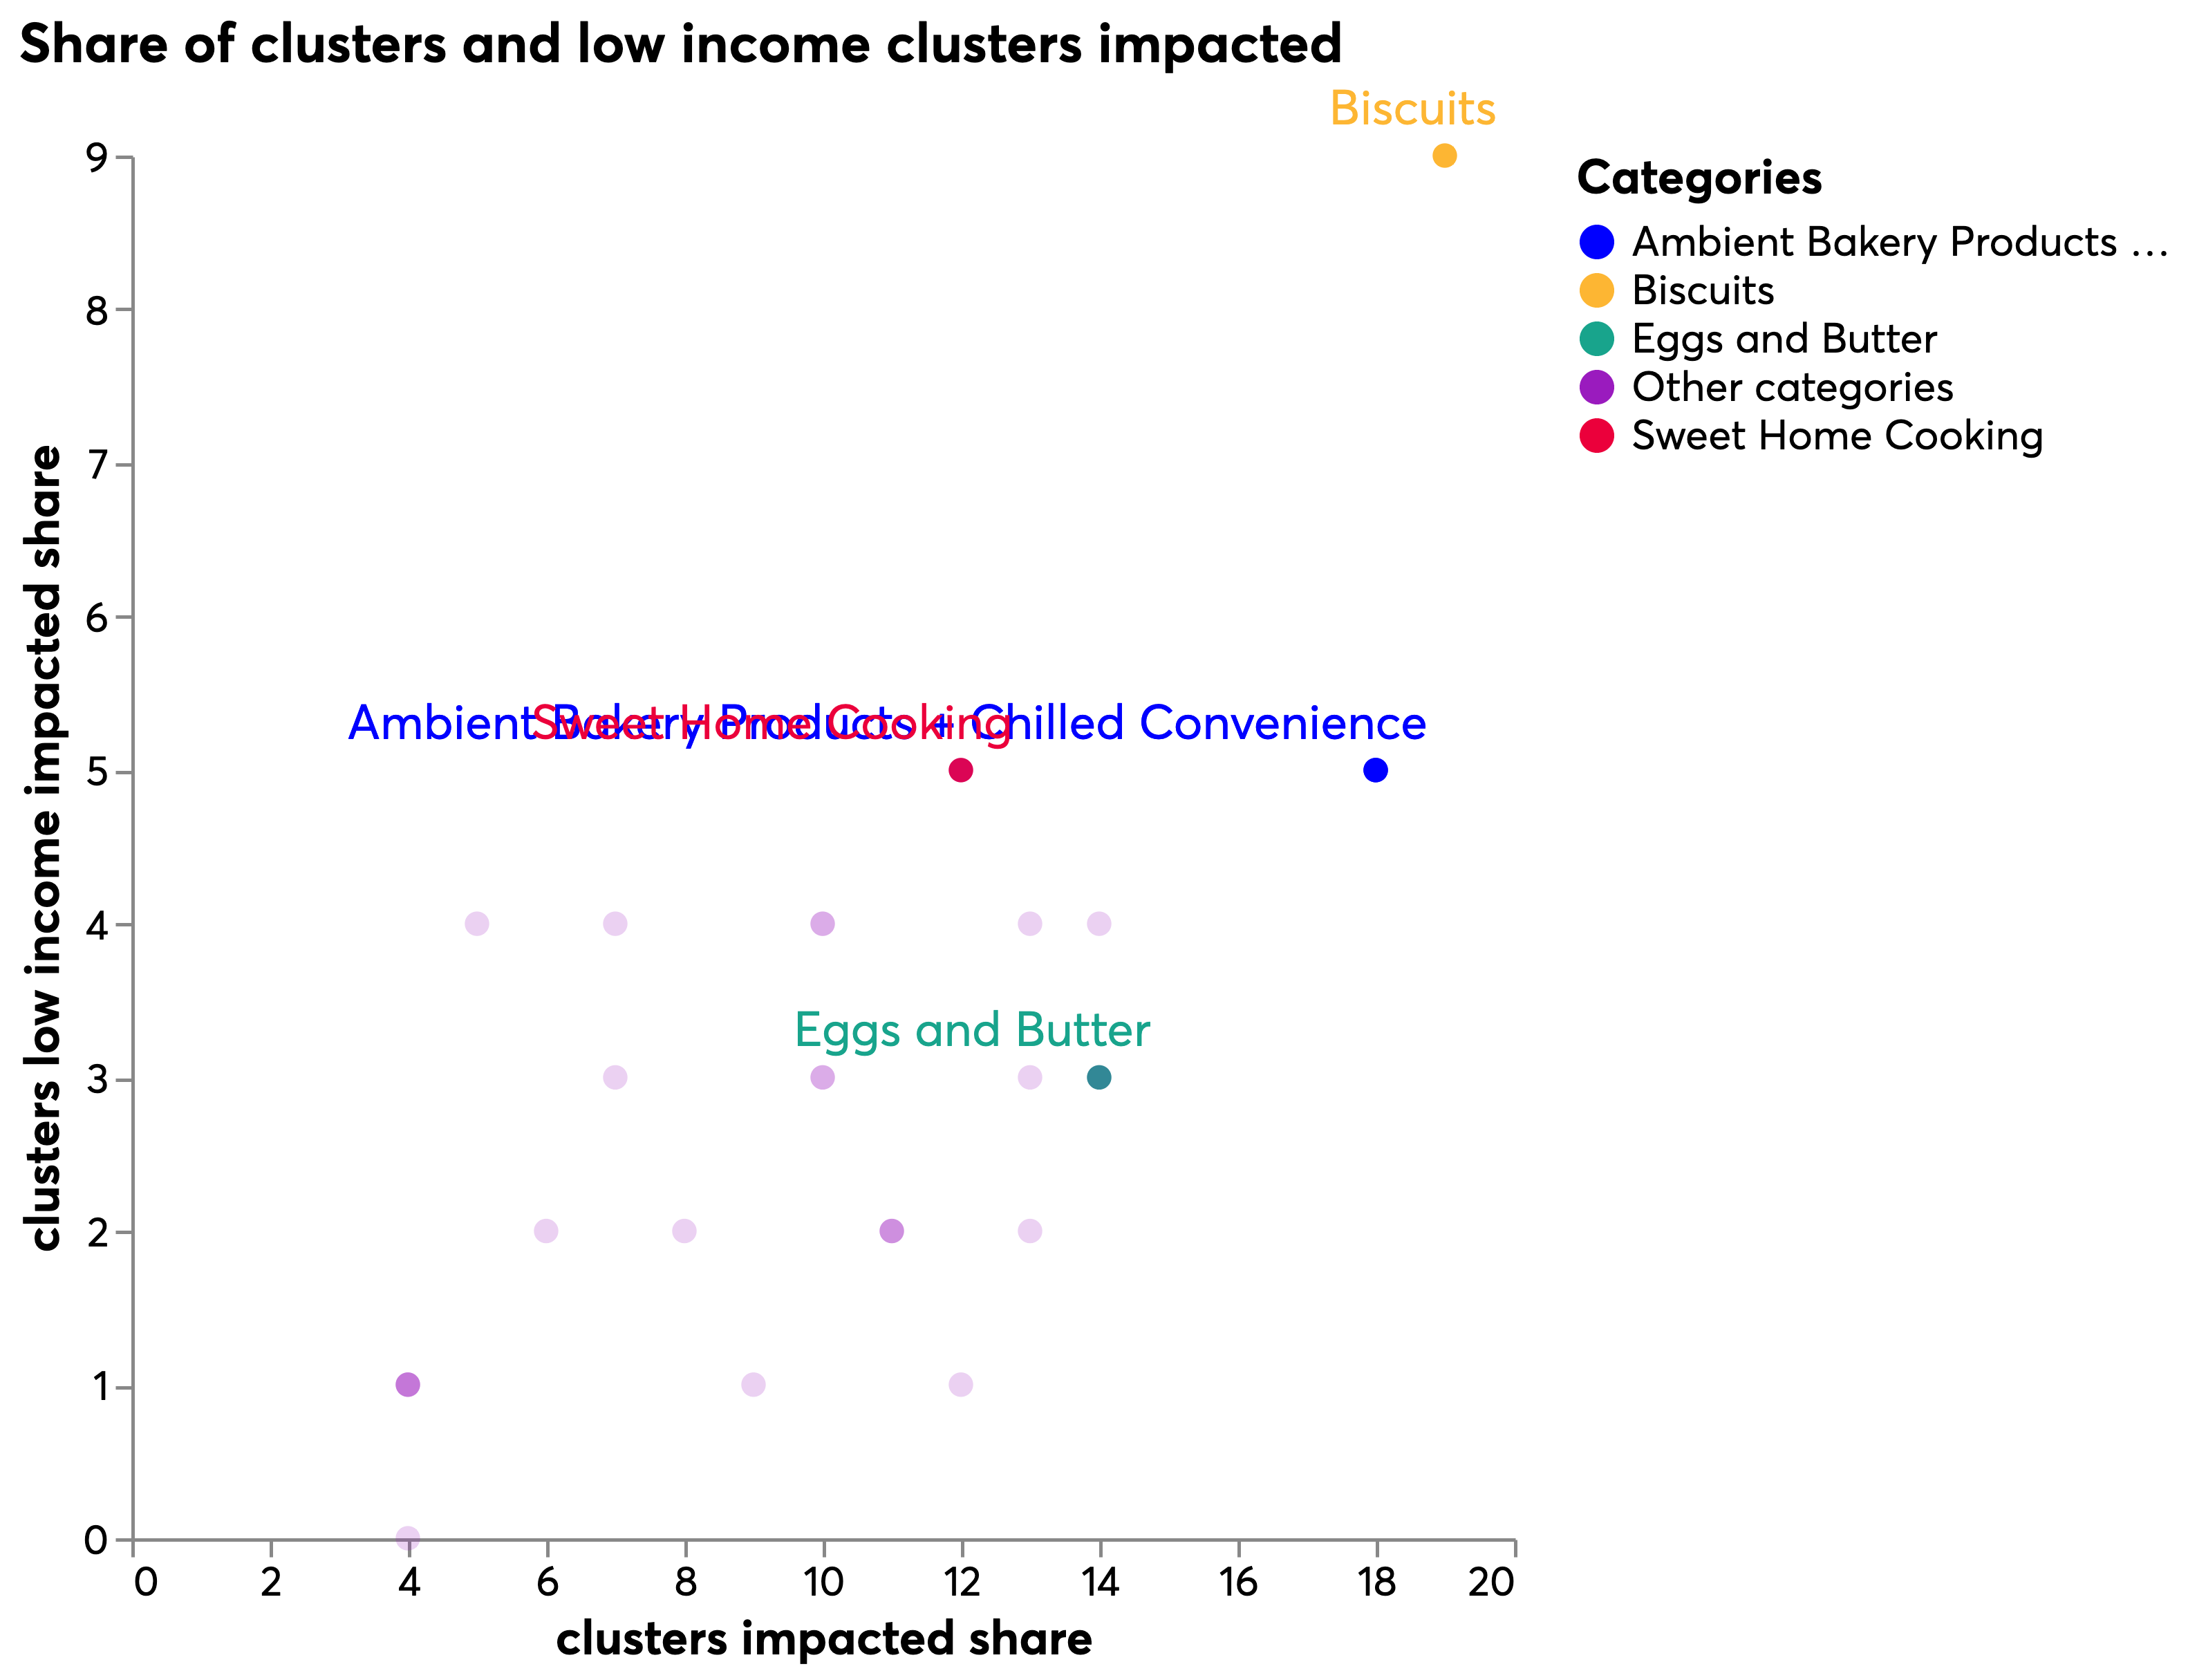 Share of clusters and low income clusters impacted
Biscuits
Categories
Ambient Bakery Products ...
Biscuits
Eggs and Butter
Other categories
Sweet Home Cooking
clusters low income impacted share
9
8
7
6
5
4
3
2
1
0
Ambient Bakery Products + Chilled Convenience
Sweet Home Cooking
Eggs and Butter
0 2 4 6 8 10 12 14 16 18 20
clusters impacted share